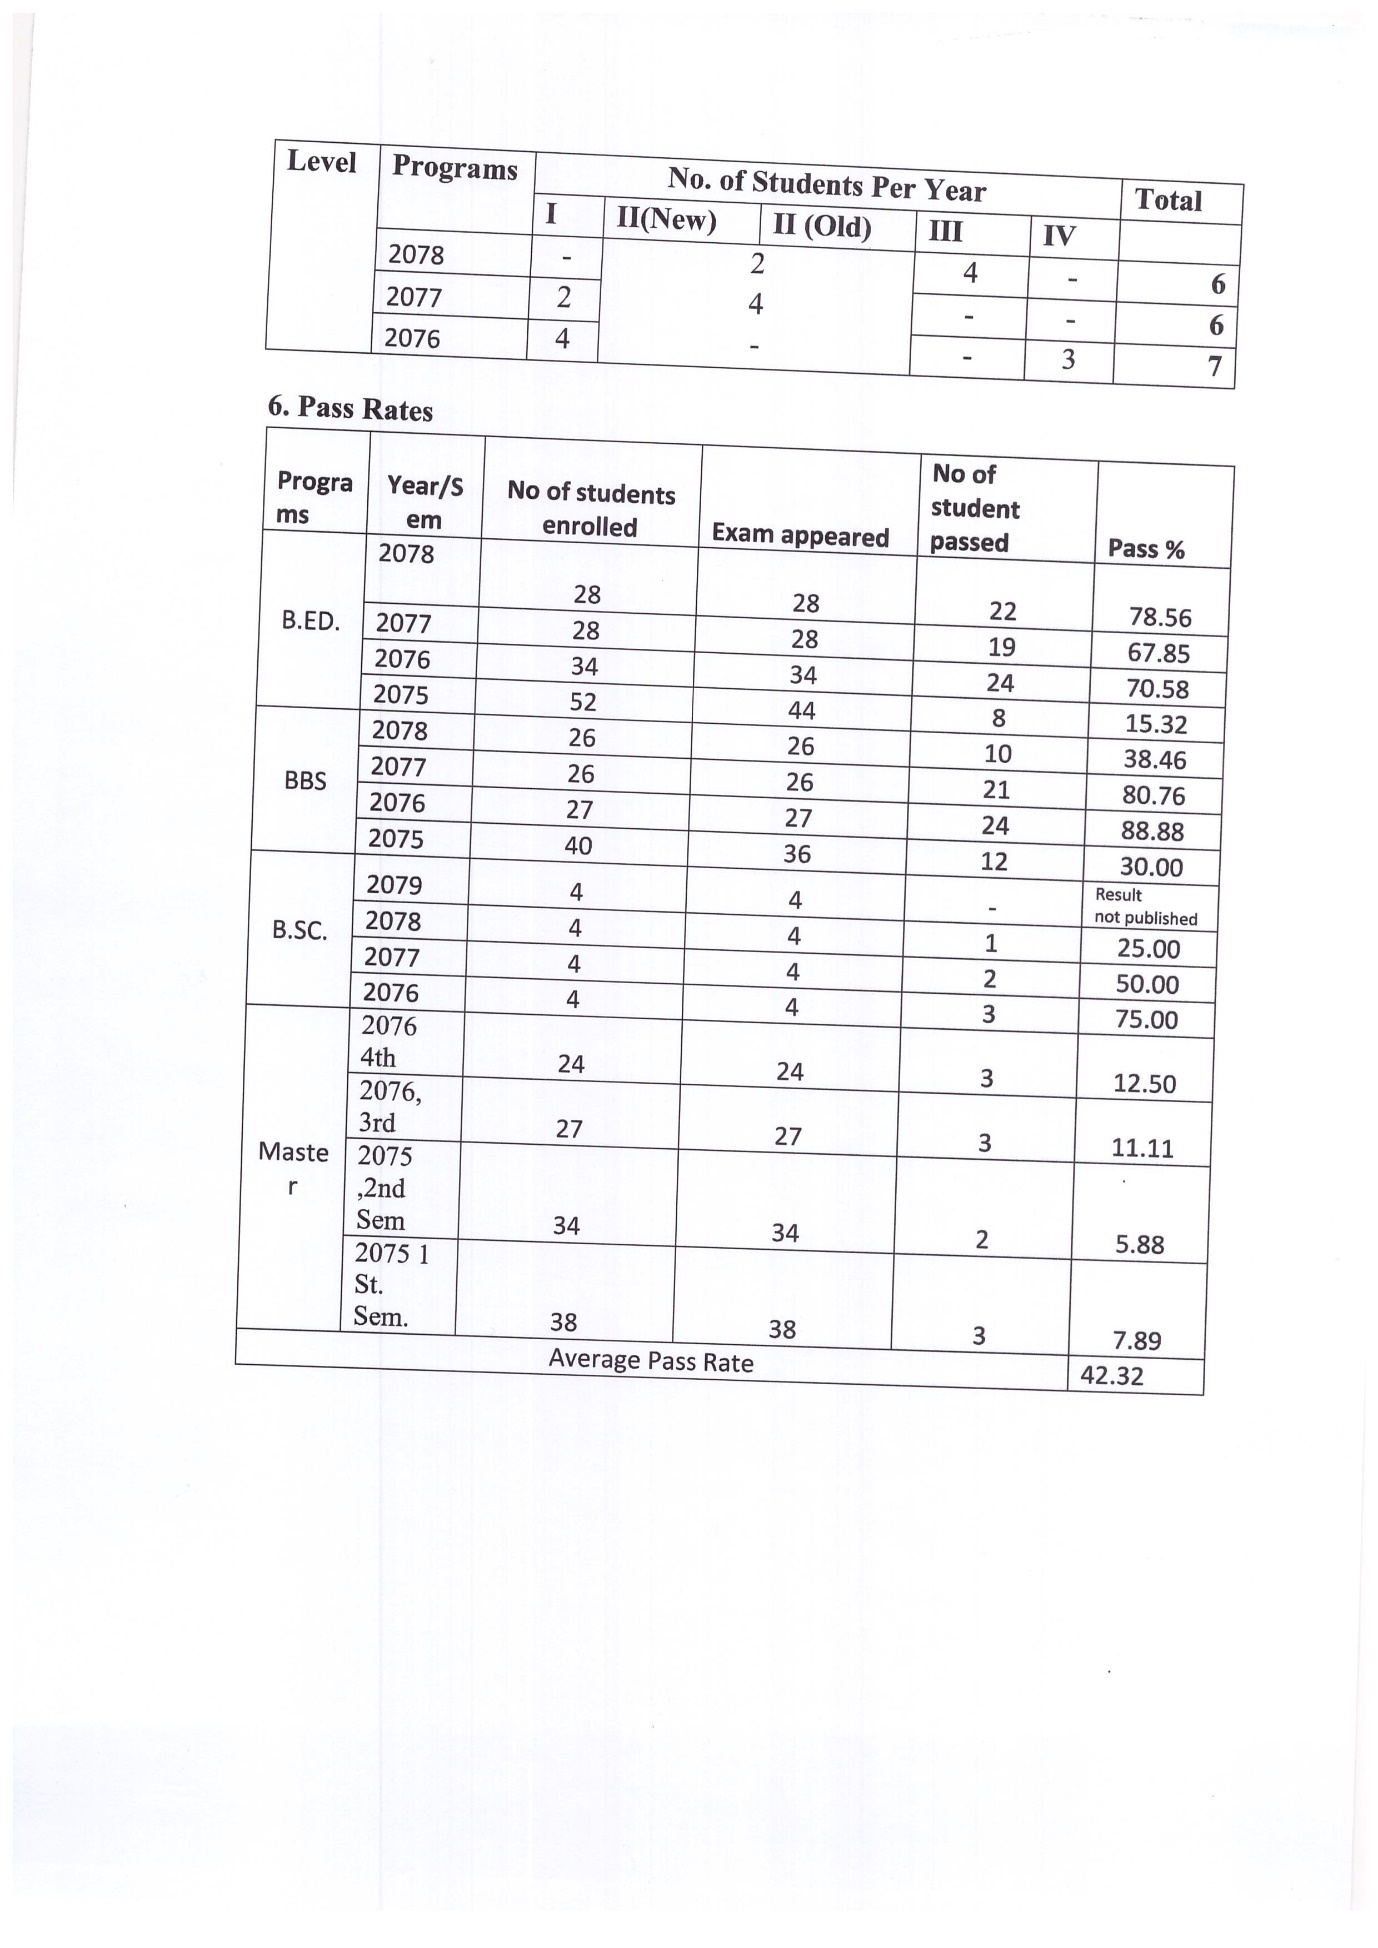 Level Programs No. of Students Per Year Total
I II(New) II (Old) III IV
2078 - 2 4 - 6
2077 2 4 - - 6
2076 4 - - 3 7
6. Pass Rates
Progra
ms
Year/S
em
No of students
enrolled
Exam appeared
No of
student
passed
Pass %
B.ED.
2078 28 28 22 78.56
2077 28 28 19 67.85
2076 34 34 24 70.58
2075 52 44 8 15.32
BBS
2078 26 26 10 38.46
2077 26 26 21 80.76
2076 27 27 24 88.88
2075 40 36 12 30.00
B.SC.
2079 4 4 - Result
not published
2078 4 4 1 25.00
2077 4 4 2 50.00
2076 4 4 3 75.00
Maste
r
2076
4th 24 24 3 12.50
2076,
3rd 27 27 3 11.11
2075
,2nd
Sem 34 34 2 5.88
2075 1
St.
Sem. 38 38 3 7.89
Average Pass Rate 42.32